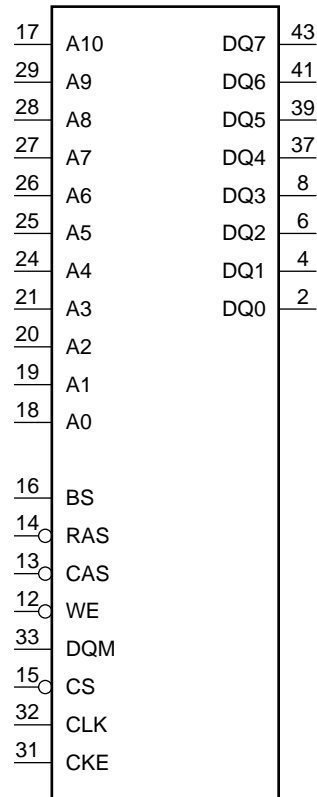 17 A10 DQ7 43
29 A9 DQ6 41
28 A8 DQ5 39
27 A7 DQ4 37
26 A6 DQ3 8
25 A5 DQ2 6
24 A4 DQ1 4
21 A3 DQ0 2
20 A2
19 A1
18 A0
16 BS
14 RAS
13 CAS
12 WE
33 DQM
15 CS
32 CLK
31 CKE